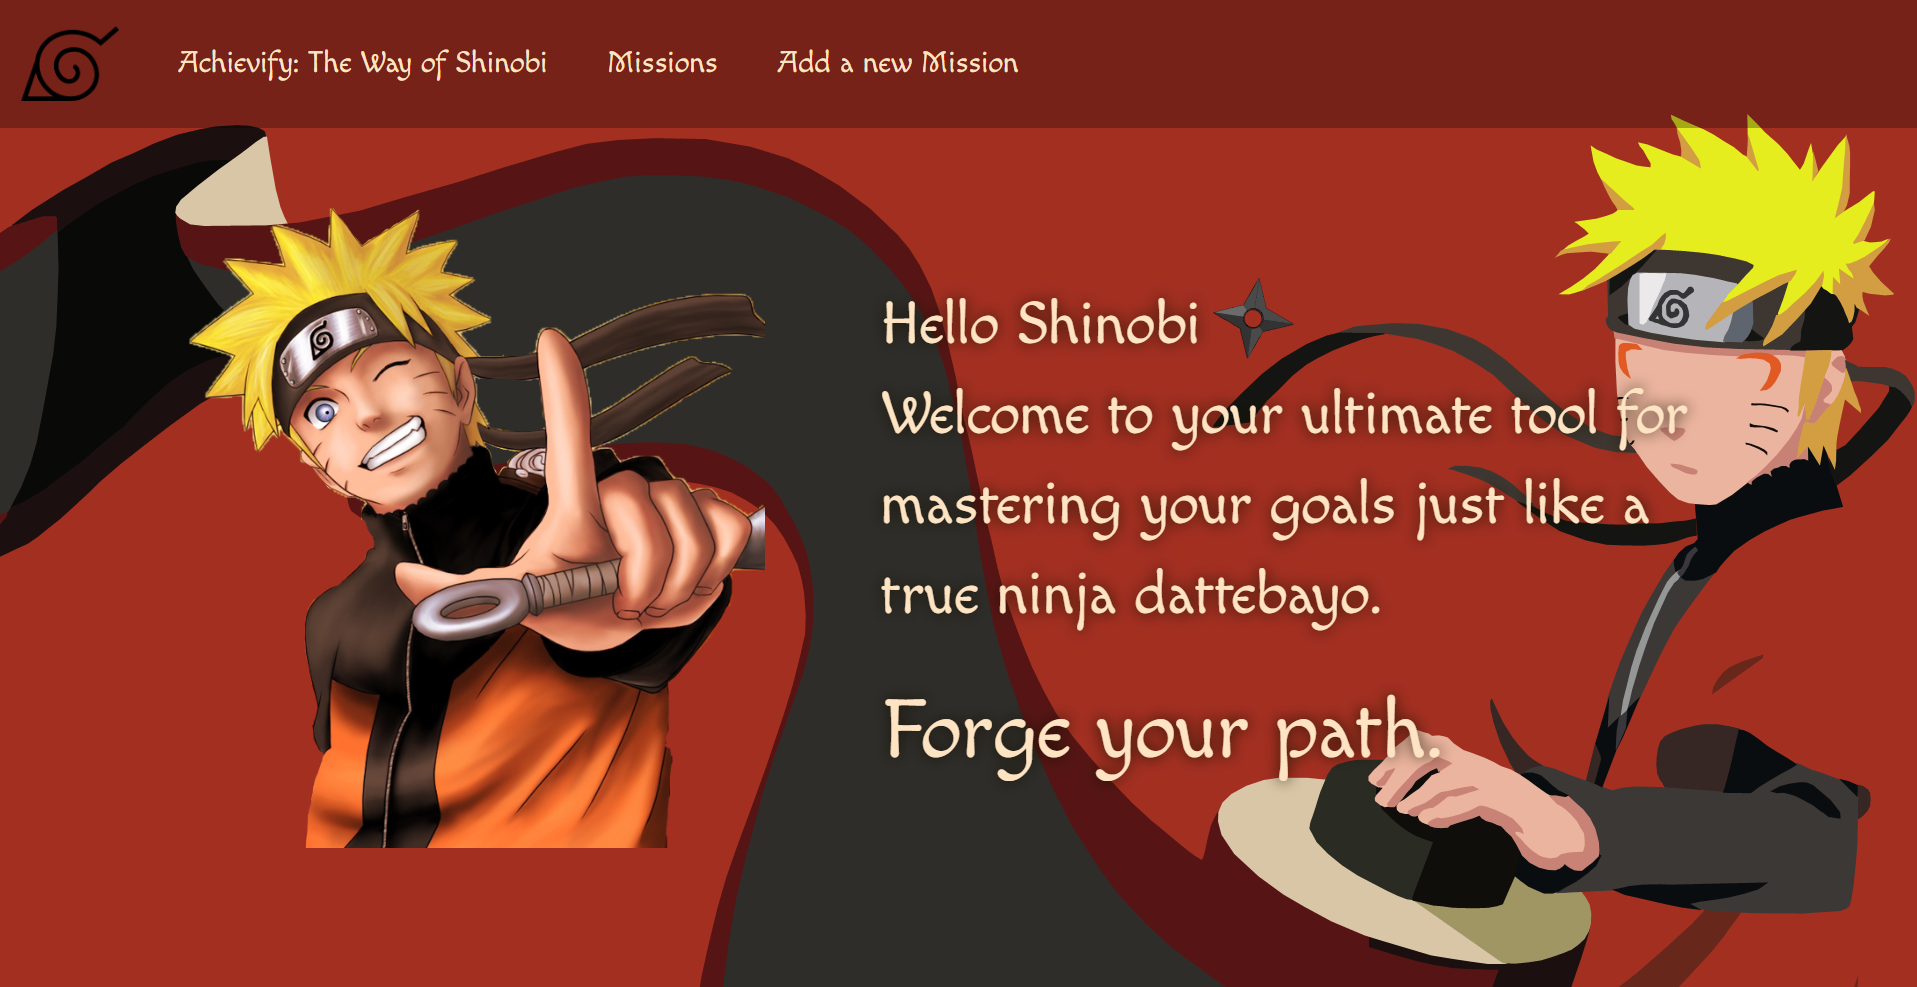 Achievify: The Way of Shinobi
Missions
Add a new Mission
Hello Shinobi
Welcome to your ultimate tool for
mastering your goals just like a
true ninja dattebayo.
Forge your path.